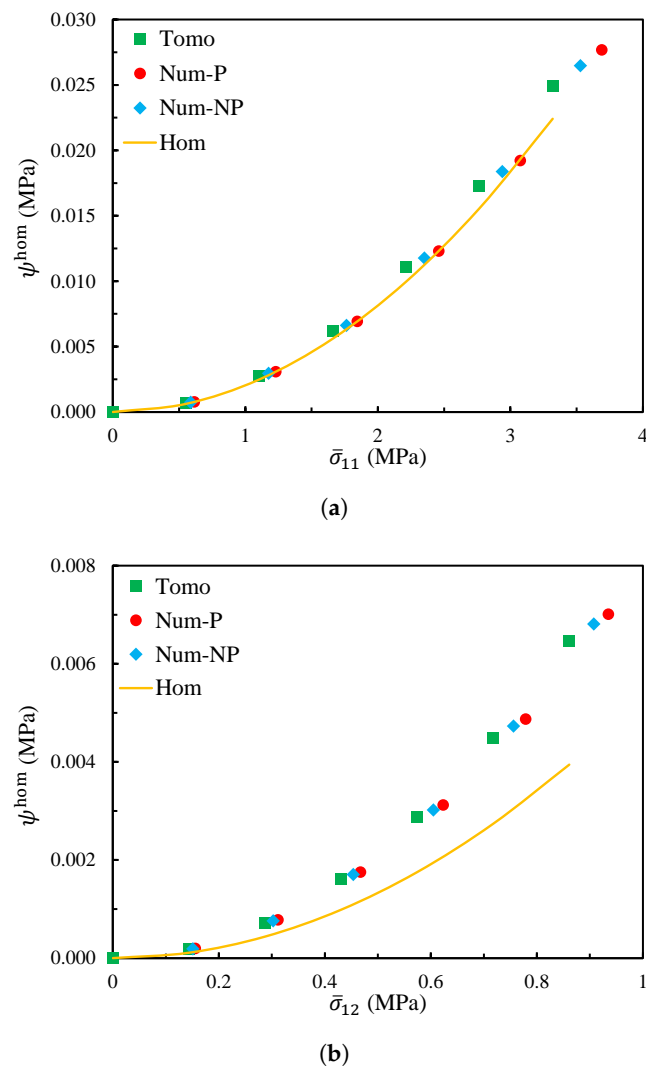 0.030
0.025
0.020
0.015
0.010
0.005
0.000
ψ^hom (MPa)
Tomo
Num-P
Num-NP
Hom
0 1 2 3 4
σ̄₁₁ (MPa)
(a)
0.008
0.006
0.004
0.002
0.000
ψ^hom (MPa)
Tomo
Num-P
Num-NP
Hom
0 0.2 0.4 0.6 0.8 1
σ̄₁₂ (MPa)
(b)